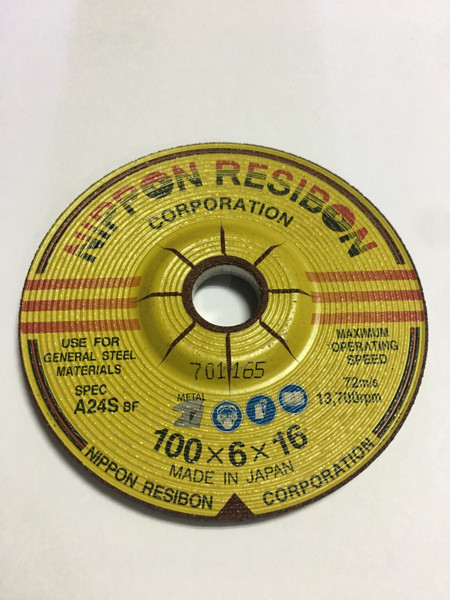 NIPPON RESIBON
CORPORATION
USE FOR
GENERAL STEEL
MATERIALS
SPEC
A24S BF
701165
METAL
MAXIMUM
OPERATING
SPEED
72m/s
13,700rpm
100×6×16
MADE IN JAPAN
NIPPON RESIBON CORPORATION